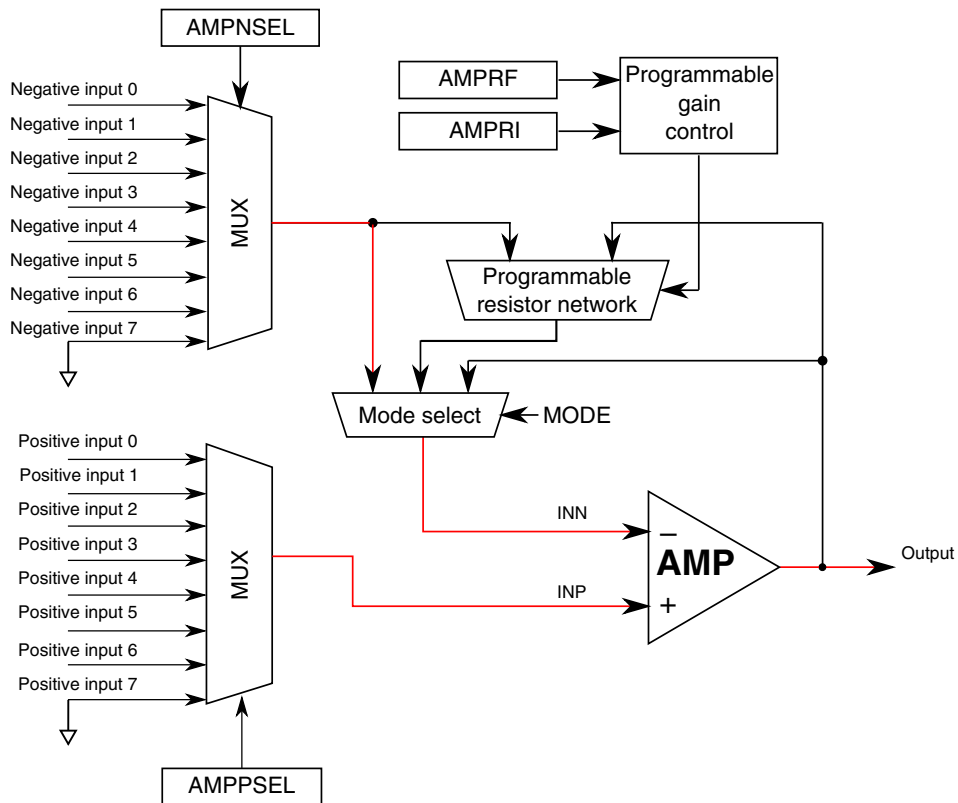 AMPNSEL
Negative input 0
Negative input 1
Negative input 2
Negative input 3
Negative input 4
Negative input 5
Negative input 6
Negative input 7
MUX
AMPRF
AMPRI
Programmable
gain
control
Programmable
resistor network
Mode select
MODE
Positive input 0
Positive input 1
Positive input 2
Positive input 3
Positive input 4
Positive input 5
Positive input 6
Positive input 7
MUX
INN
INP
−
AMP
+
Output
AMPPSEL